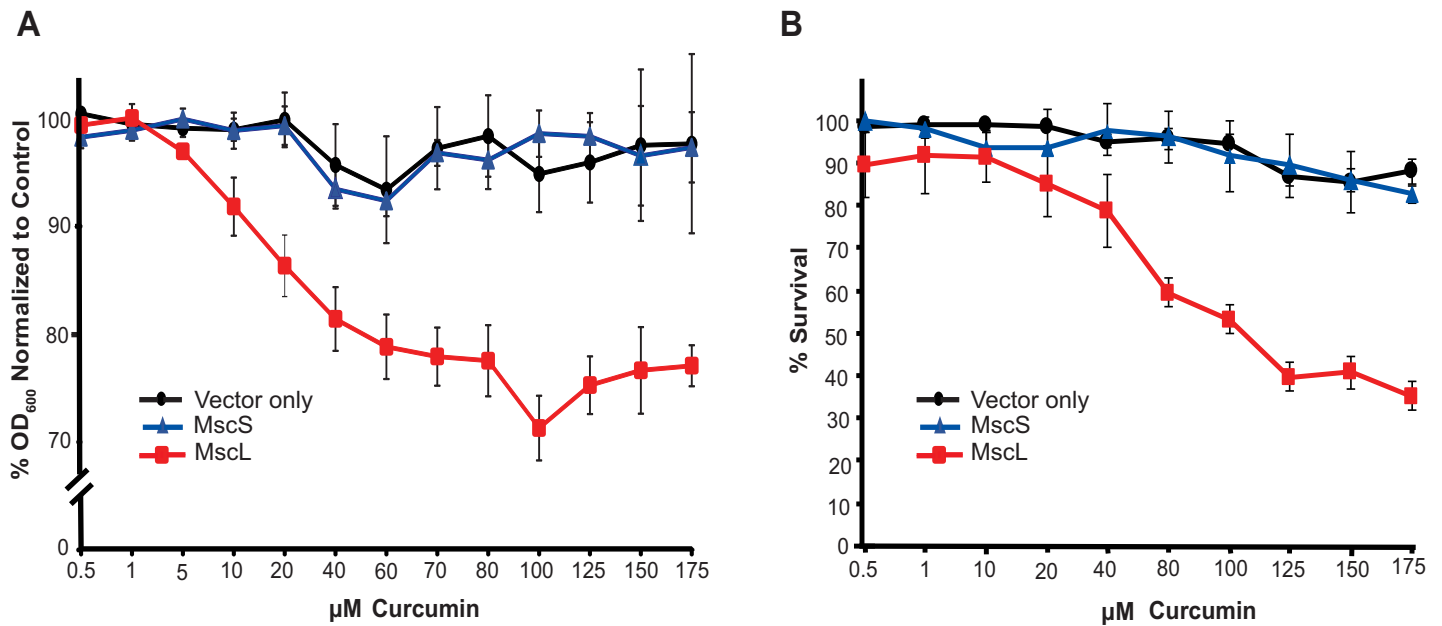 A
% OD600 Normalized to Control
100
90
80
70
0
Vector only
MscS
MscL
0.5 1 5 10 20 40 60 70 80 100 125 150 175
µM Curcumin
B
% Survival
100
90
80
70
60
50
40
30
20
10
0
Vector only
MscS
MscL
0.5 1 10 20 40 80 100 125 150 175
µM Curcumin